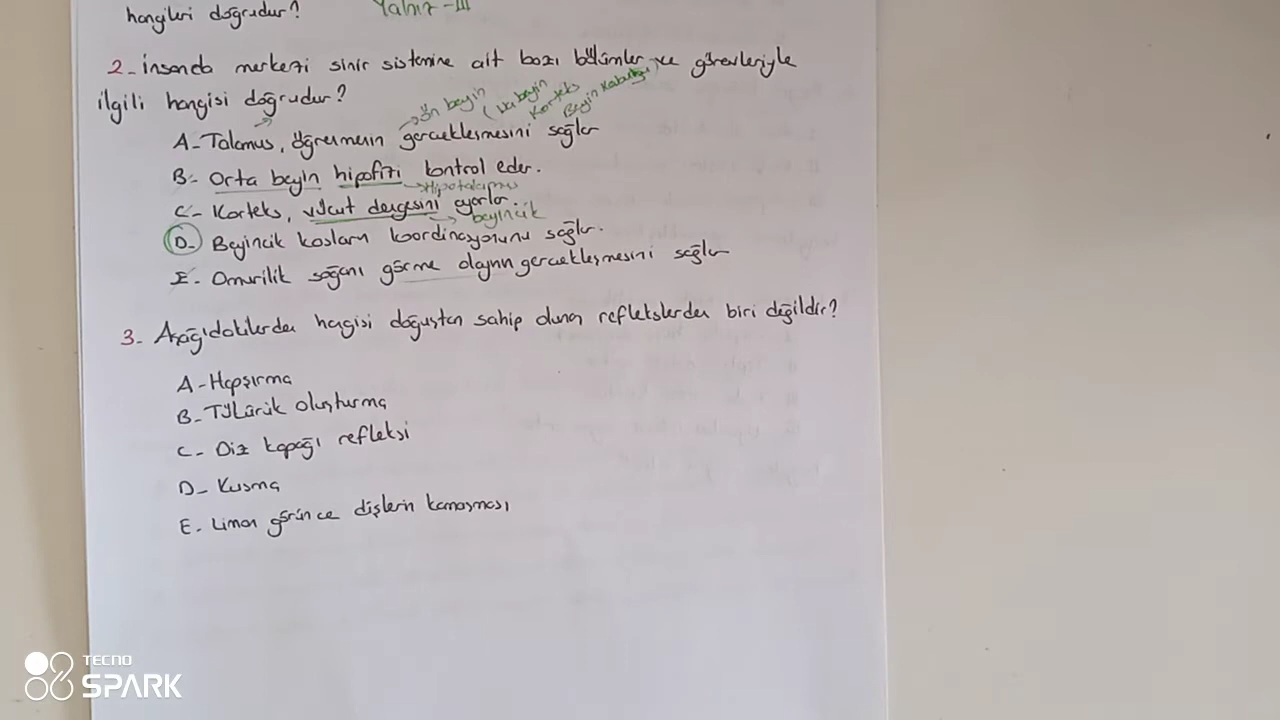 hangileri doğrudur? Yalnız - III
2- İnsanda merkezi sinir sistemine ait bazı bölümler ve görevleriyle
ilgili hangisi doğrudur?
→ Ön beyin (Uç beyin Korteks Beyin kabuğu)
A- Talamus, öğrenmenin gerçekleşmesini sağlar
B- Orta beyin hipofizi kontrol eder.
→ Hipotalamus
C- Korteks, vücut dengesini ayarlar.
→ beyincik
D- Beyincik kasların koordinasyonunu sağlar.
E- Omurilik soğanı görme olayının gerçekleşmesini sağlar
3- Aşağıdakilerden hangisi doğuştan sahip olunan reflekslerden biri değildir?
A- Hapşırma
B- Tükürük oluşturma
C- Diz kapağı refleksi
D- Kusma
E- Limon görünce dişlerin kamaşması
TECNO
SPARK